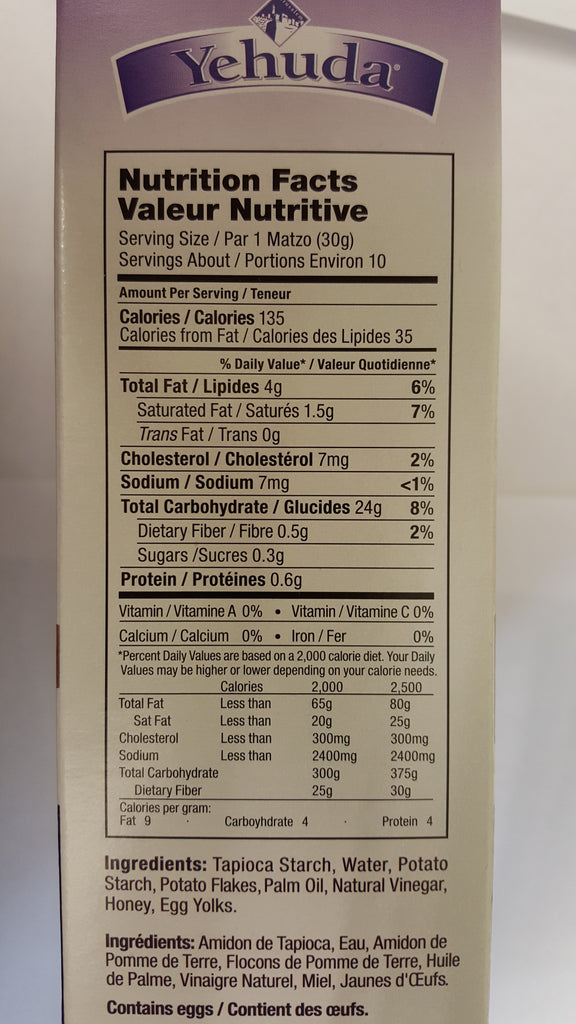 Yehuda®
Nutrition Facts
Valeur Nutritive
Serving Size / Par 1 Matzo (30g)
Servings About / Portions Environ 10
Amount Per Serving / Teneur
Calories / Calories 135
Calories from Fat / Calories des Lipides 35
% Daily Value* / Valeur Quotidienne*
Total Fat / Lipides 4g 6%
Saturated Fat / Saturés 1.5g 7%
Trans Fat / Trans 0g
Cholesterol / Cholestérol 7mg 2%
Sodium / Sodium 7mg <1%
Total Carbohydrate / Glucides 24g 8%
Dietary Fiber / Fibre 0.5g 2%
Sugars /Sucres 0.3g
Protein / Protéines 0.6g
Vitamin / Vitamine A 0% • Vitamin / Vitamine C 0%
Calcium / Calcium 0% • Iron / Fer 0%
*Percent Daily Values are based on a 2,000 calorie diet. Your Daily
Values may be higher or lower depending on your calorie needs.
Calories 2,000 2,500
Total Fat Less than 65g 80g
Sat Fat Less than 20g 25g
Cholesterol Less than 300mg 300mg
Sodium Less than 2400mg 2400mg
Total Carbohydrate 300g 375g
Dietary Fiber 25g 30g
Calories per gram:
Fat 9 · Carboyhdrate 4 · Protein 4
Ingredients: Tapioca Starch, Water, Potato
Starch, Potato Flakes, Palm Oil, Natural Vinegar,
Honey, Egg Yolks.
Ingrédients: Amidon de Tapioca, Eau, Amidon de
Pomme de Terre, Flocons de Pomme de Terre, Huile
de Palme, Vinaigre Naturel, Miel, Jaunes d'Œufs.
Contains eggs / Contient des œufs.